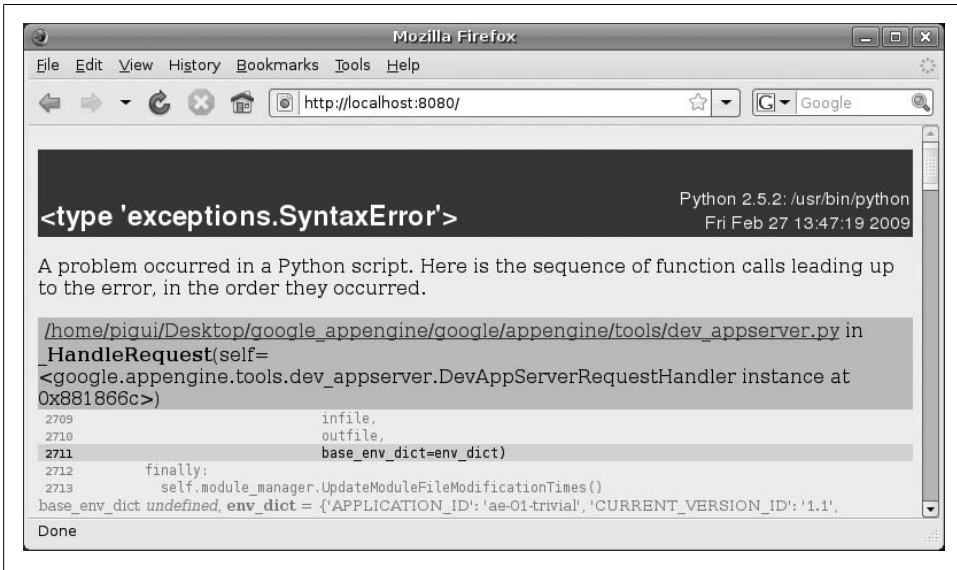 Mozilla Firefox
File Edit View History Bookmarks Tools Help
http://localhost:8080/
G Google
<type 'exceptions.SyntaxError'>
Python 2.5.2: /usr/bin/python
Fri Feb 27 13:47:19 2009
A problem occurred in a Python script. Here is the sequence of function calls leading up
to the error, in the order they occurred.
/home/pigui/Desktop/google_appengine/google/appengine/tools/dev_appserver.py in
_HandleRequest(self=
<google.appengine.tools.dev_appserver.DevAppServerRequestHandler instance at
0x881866c>)
2709 infile,
2710 outfile,
2711 base_env_dict=env_dict)
2712 finally:
2713 self.module_manager.UpdateModuleFileModificationTimes()
base_env_dict undefined, env_dict = {'APPLICATION_ID': 'ae-01-trivial', 'CURRENT_VERSION_ID': '1.1',
Done